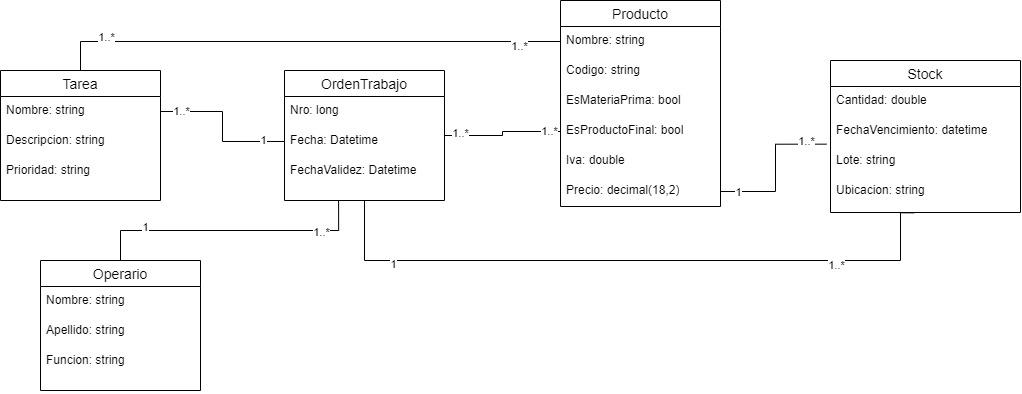 Producto
Nombre: string
Codigo: string
EsMateriaPrima: bool
EsProductoFinal: bool
Iva: double
Precio: decimal(18,2)
1..*
1..*
Tarea
Nombre: string
Descripcion: string
Prioridad: string
1..*
1
OrdenTrabajo
Nro: long
Fecha: Datetime
FechaValidez: Datetime
1..*
1..*
Stock
Cantidad: double
FechaVencimiento: datetime
Lote: string
Ubicacion: string
1..*
1
1
1..*
1
1..*
Operario
Nombre: string
Apellido: string
Funcion: string